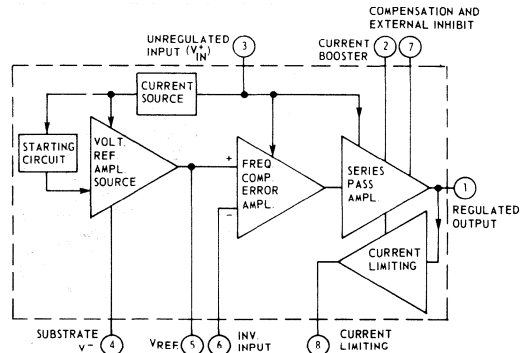 UNREGULATED
INPUT (V+IN)
3
COMPENSATION AND
EXTERNAL INHIBIT
CURRENT
BOOSTER
2
7
CURRENT
SOURCE
STARTING
CIRCUIT
VOLT.
REF
AMPL.
SOURCE
+
−
FREQ
COMP.
ERROR
AMPL.
SERIES
PASS
AMPL.
1
REGULATED
OUTPUT
CURRENT
LIMITING
SUBSTRATE
V−
4
VREF.
5
6
INV.
INPUT
8
CURRENT
LIMITING